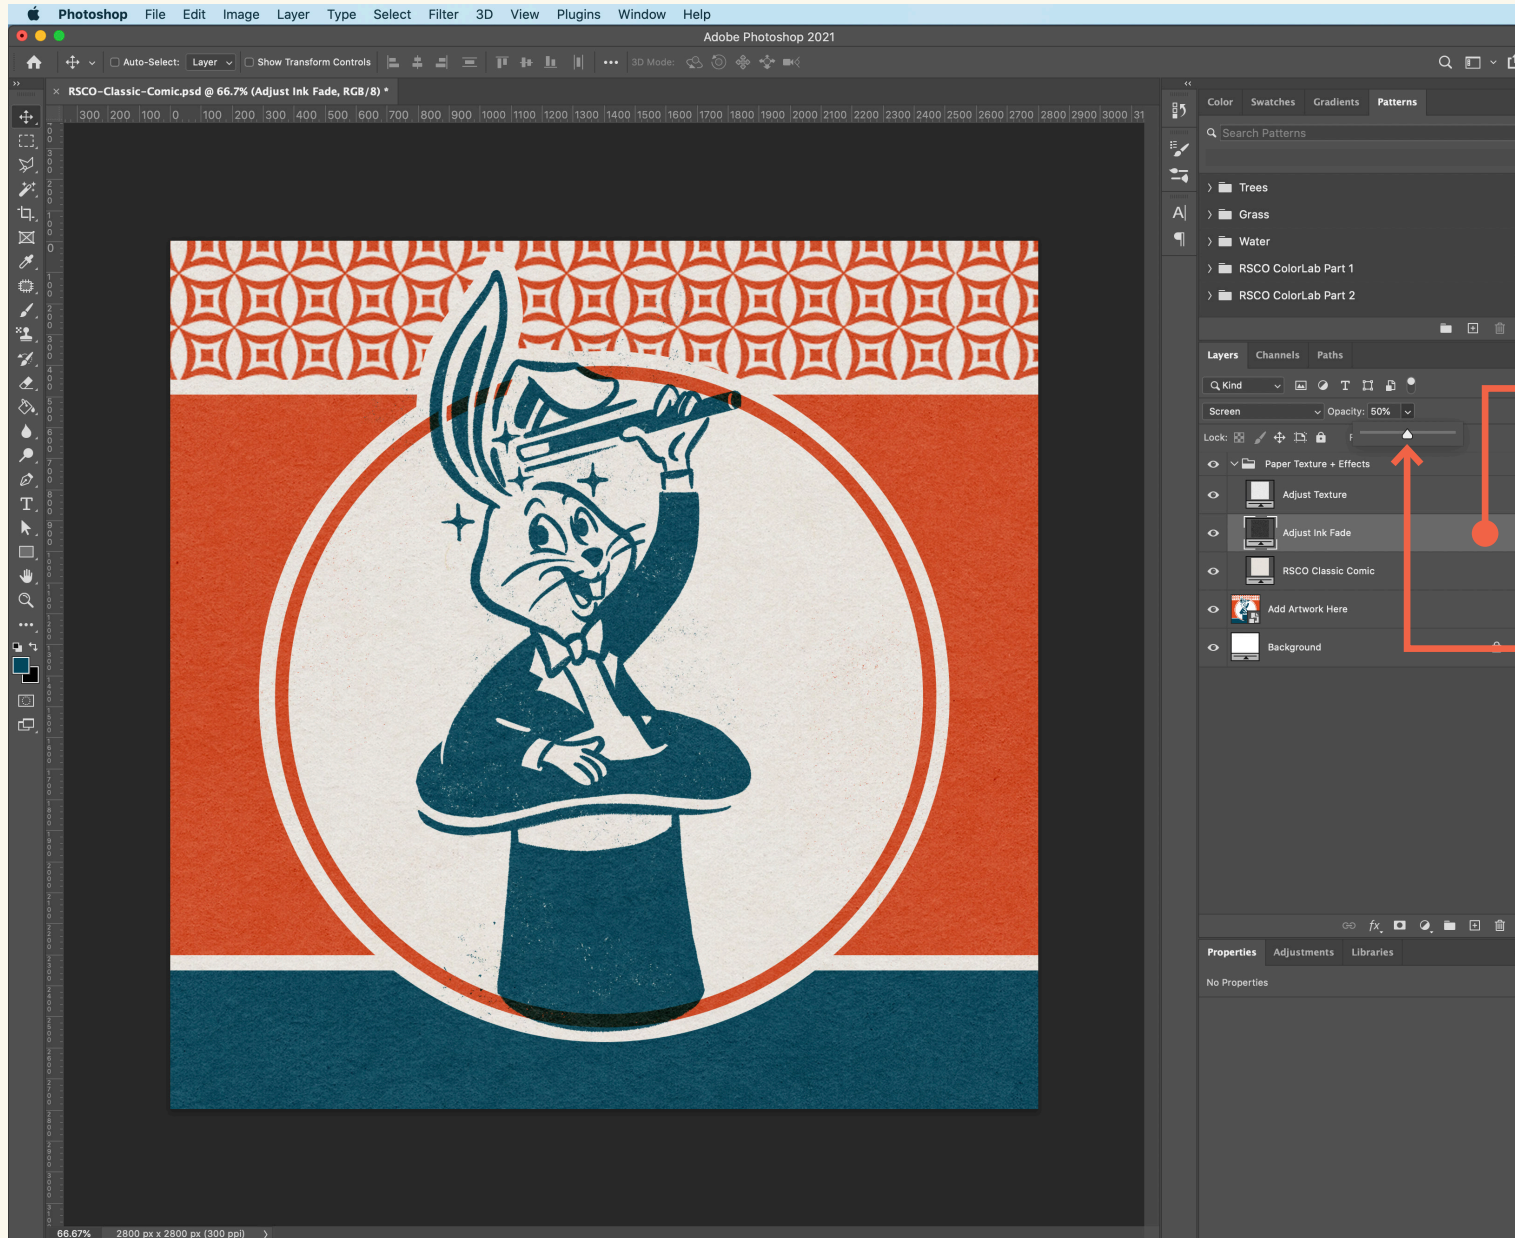 Photoshop File Edit Image Layer Type Select Filter 3D View Plugins Window Help
Adobe Photoshop 2021
Auto-Select: Layer Show Transform Controls 3D Mode:
RSCO-Classic-Comic.psd @ 66.7% (Adjust Ink Fade, RGB/8) *
300 200 100 0 100 200 300 400 500 600 700 800 900 1000 1100 1200 1300 1400 1500 1600 1700 1800 1900 2000 2100 2200 2300 2400 2500 2600 2700 2800 2900 3000 31
Color Swatches Gradients Patterns
Search Patterns
Trees
Grass
Water
RSCO ColorLab Part 1
RSCO ColorLab Part 2
Layers Channels Paths
Kind
Screen Opacity: 50%
Lock:
Paper Texture + Effects
Adjust Texture
Adjust Ink Fade
RSCO Classic Comic
Add Artwork Here
Background
Properties Adjustments Libraries
No Properties
66.67% 2800 px x 2800 px (300 ppi)